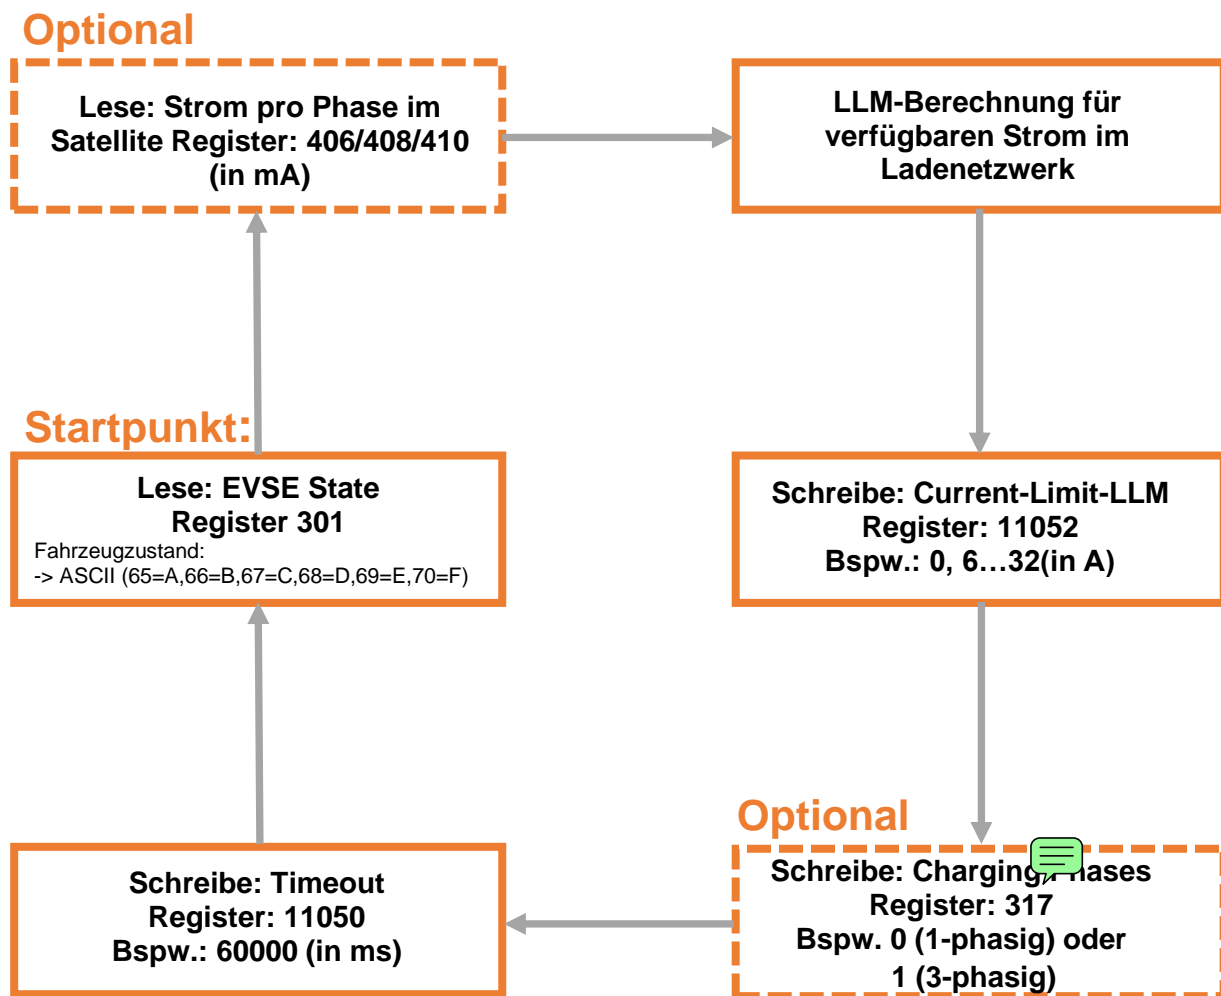 Optional
Lese: Strom pro Phase im
Satellite Register: 406/408/410
(in mA)
LLM-Berechnung für
verfügbaren Strom im
Ladenetzwerk
Startpunkt:
Lese: EVSE State
Register 301
Fahrzeugzustand:
-> ASCII (65=A,66=B,67=C,68=D,69=E,70=F)
Schreibe: Current-Limit-LLM
Register: 11052
Bspw.: 0, 6…32(in A)
Optional
Schreibe: Charging Phases
Register: 317
Bspw. 0 (1-phasig) oder
1 (3-phasig)
Schreibe: Timeout
Register: 11050
Bspw.: 60000 (in ms)